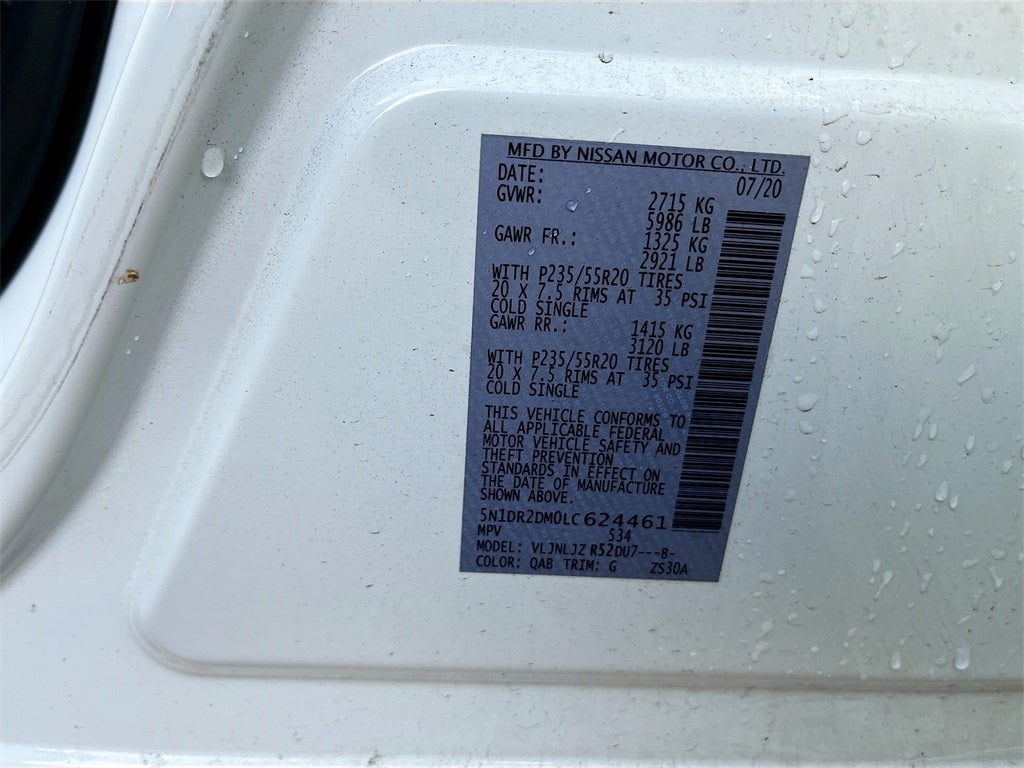 MFD BY NISSAN MOTOR CO., LTD.
DATE: 07/20
GVWR: 2715 KG
5986 LB
GAWR FR.: 1325 KG
2921 LB
WITH P235/55R20 TIRES
20 X 7.5 RIMS AT 35 PSI
COLD SINGLE
GAWR RR.: 1415 KG
3120 LB
WITH P235/55R20 TIRES
20 X 7.5 RIMS AT 35 PSI
COLD SINGLE
THIS VEHICLE CONFORMS TO
ALL APPLICABLE FEDERAL
MOTOR VEHICLE SAFETY AND
THEFT PREVENTION
STANDARDS IN EFFECT ON
THE DATE OF MANUFACTURE
SHOWN ABOVE.
5N1DR2DM0LC624461
MPV 534
MODEL: VLJNLJZ R52DU7---B-
COLOR: QAB TRIM: G ZS30A